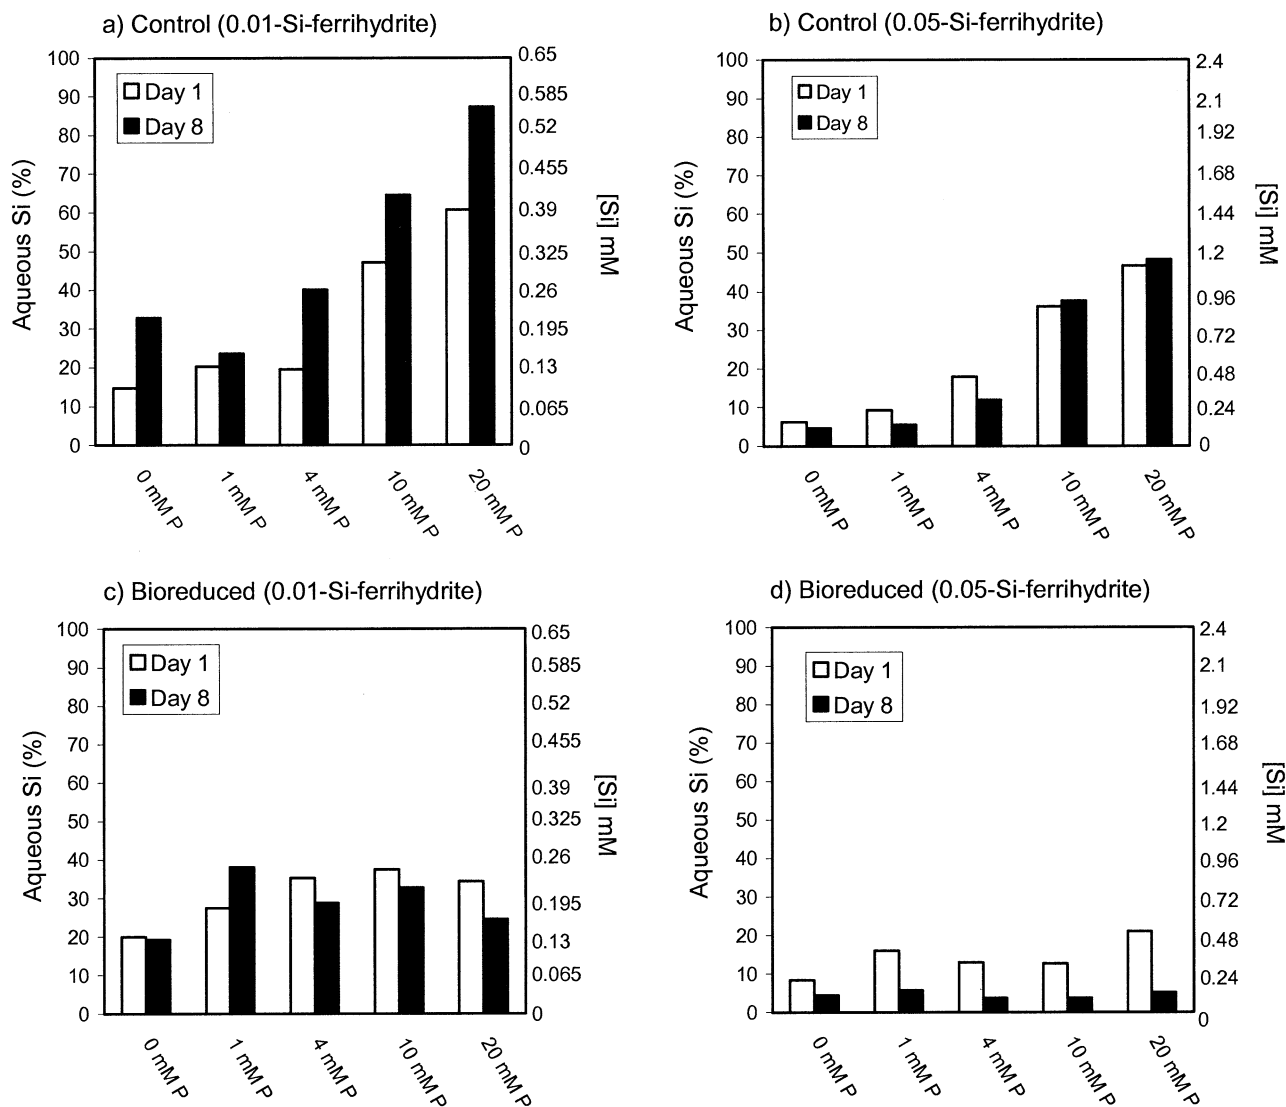 a) Control (0.01-Si-ferrihydrite)
100
90
80
70
60
50
40
30
20
10
0
Aqueous Si (%)
Day 1
Day 8
0.65
0.585
0.52
0.455
0.39
0.325
0.26
0.195
0.13
0.065
0
[Si] mM
0 mM P
1 mM P
4 mM P
10 mM P
20 mM P
b) Control (0.05-Si-ferrihydrite)
100
90
80
70
60
50
40
30
20
10
0
Aqueous Si (%)
Day 1
Day 8
2.4
2.1
1.92
1.68
1.44
1.2
0.96
0.72
0.48
0.24
0
[Si] mM
0 mM P
1 mM P
4 mM P
10 mM P
20 mM P
c) Bioreduced (0.01-Si-ferrihydrite)
100
90
80
70
60
50
40
30
20
10
0
Aqueous Si (%)
Day 1
Day 8
0.65
0.585
0.52
0.455
0.39
0.325
0.26
0.195
0.13
0.065
0
[Si] mM
0 mM P
1 mM P
4 mM P
10 mM P
20 mM P
d) Bioreduced (0.05-Si-ferrihydrite)
100
90
80
70
60
50
40
30
20
10
0
Aqueous Si (%)
Day 1
Day 8
2.4
2.1
1.92
1.68
1.44
1.2
0.96
0.72
0.48
0.24
0
[Si] mM
0 mM P
1 mM P
4 mM P
10 mM P
20 mM P